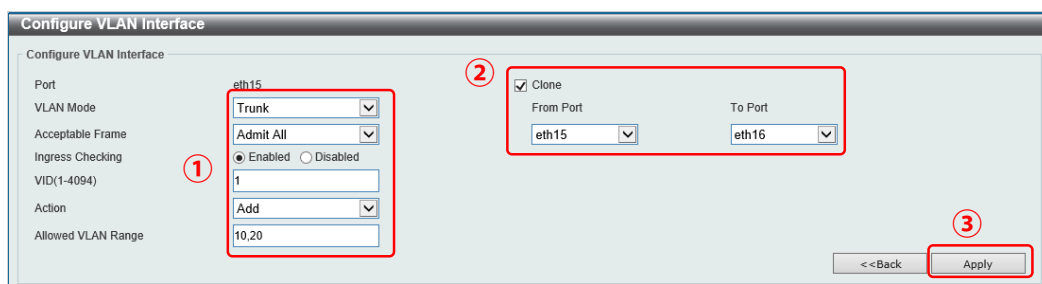 Configure VLAN Interface
Configure VLAN Interface
Port eth15
VLAN Mode Trunk
Acceptable Frame Admit All
Ingress Checking Enabled Disabled
VID(1-4094) 1
Action Add
Allowed VLAN Range 10,20
①
②
Clone
From Port To Port
eth15 eth16
③
<<Back Apply